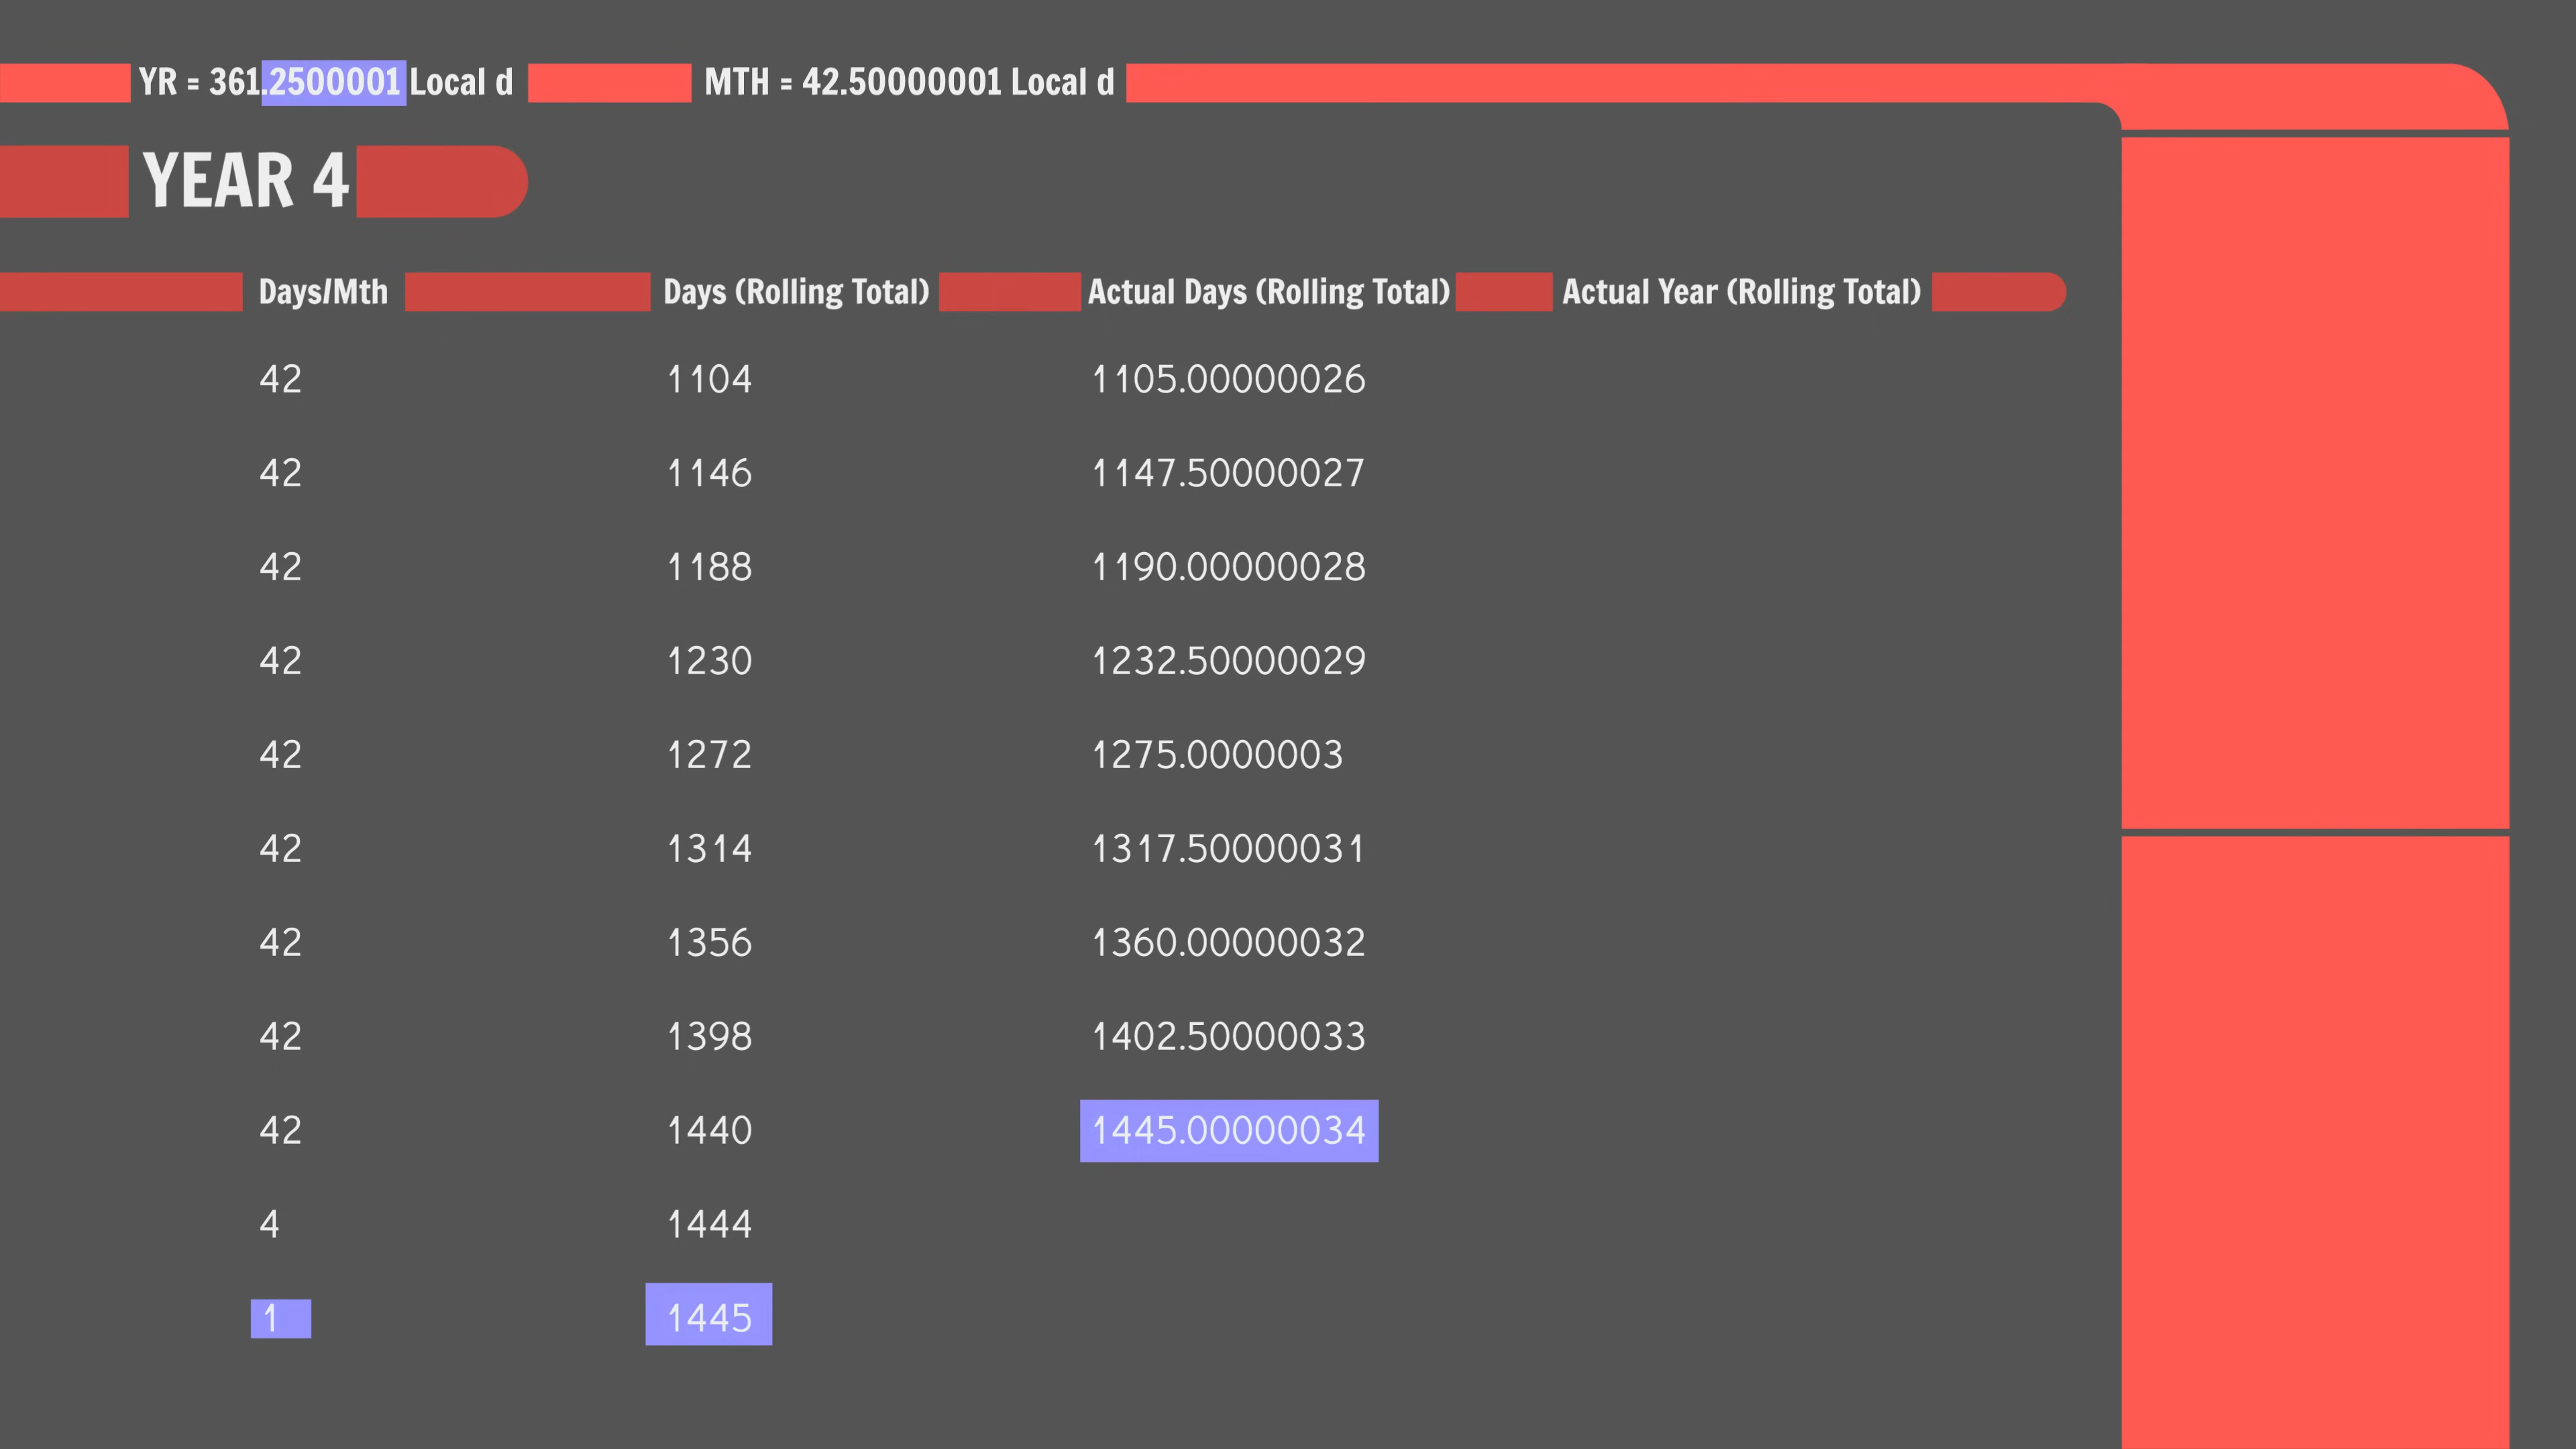 YR = 361.2500001 Local d MTH = 42.50000001 Local d
YEAR 4
Days/Mth Days (Rolling Total) Actual Days (Rolling Total) Actual Year (Rolling Total)
42 1104 1105.00000026
42 1146 1147.50000027
42 1188 1190.00000028
42 1230 1232.50000029
42 1272 1275.0000003
42 1314 1317.50000031
42 1356 1360.00000032
42 1398 1402.50000033
42 1440 1445.00000034
4 1444
1 1445